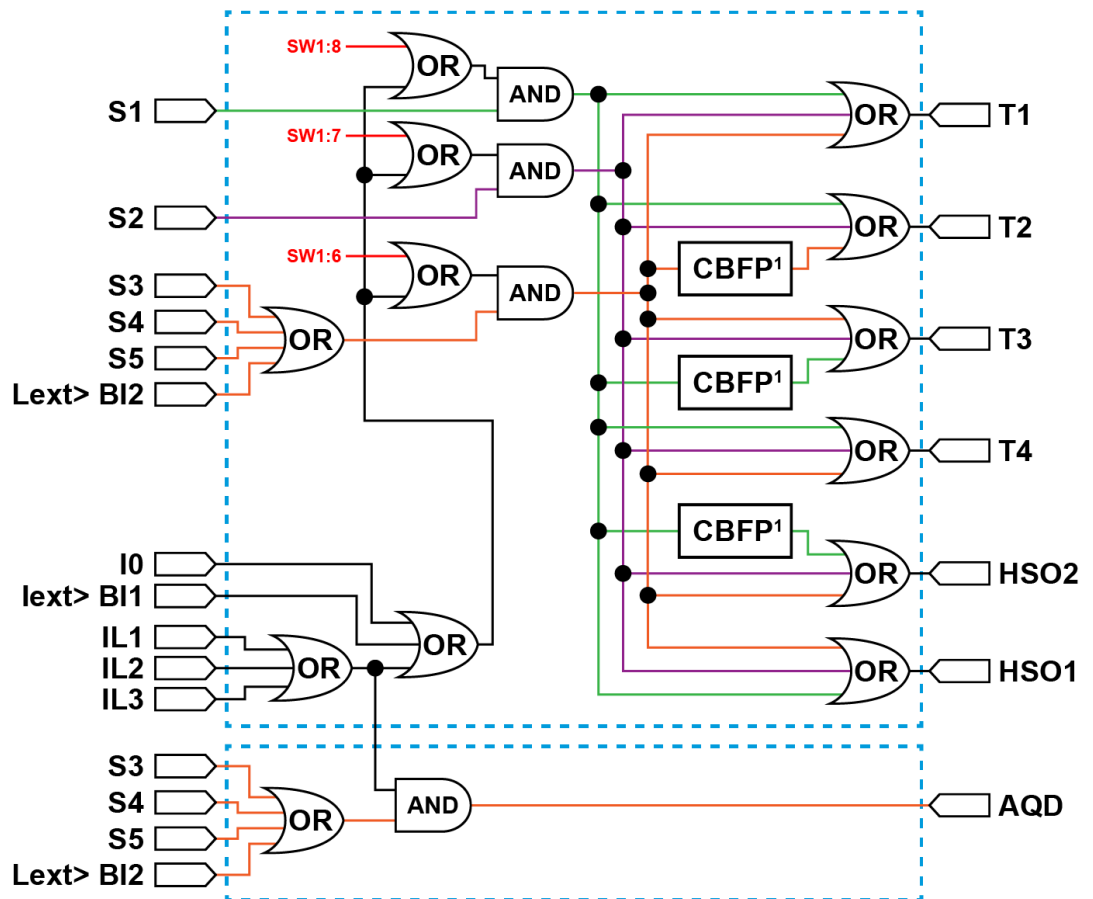 SW1:8
OR
AND
S1
OR
T1
SW1:7
OR
AND
S2
OR
T2
SW1:6
OR
CBFP¹
AND
S3
S4
S5
Lext> BI2
OR
OR
T3
CBFP¹
OR
T4
CBFP¹
I0
Iext> BI1
OR
HSO2
IL1
IL2
IL3
OR
OR
OR
HSO1
S3
S4
S5
Lext> BI2
OR
AND
AQD